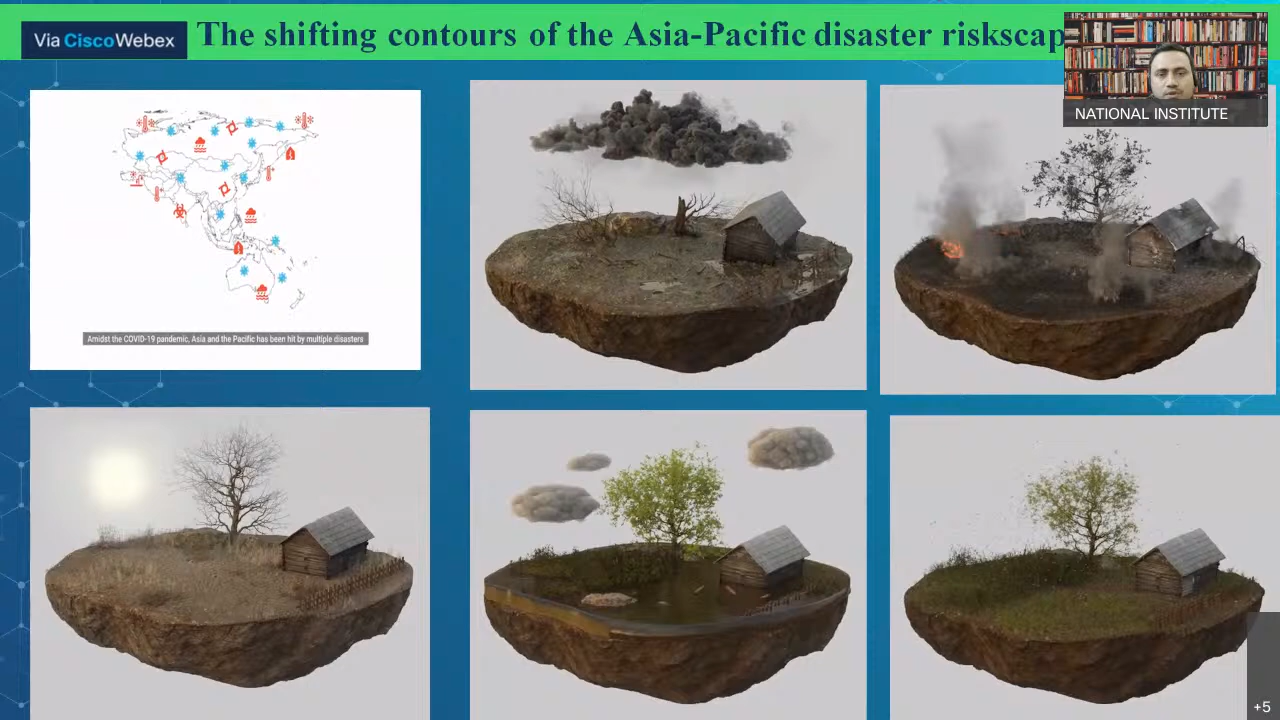 Via CiscoWebex
The shifting contours of the Asia-Pacific disaster riskscap
NATIONAL INSTITUTE
Amidst the COVID-19 pandemic, Asia and the Pacific has been hit by multiple disasters
+5